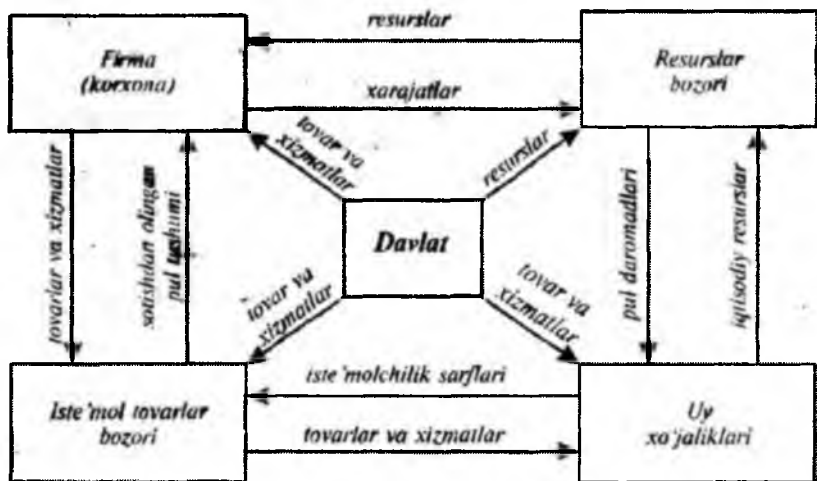 resurslar
Firma
(korxona)
Resurslar
bozori
xarajatlar
tovar va
xizmatlar
resurslar
tovarlar va xizmatlar
sotishdan olingan
pul tushumi
Davlat
pul daromadlari
iqtisodiy resurslar
tovar va
xizmatlar
tovar va
xizmatlar
iste'molchilik sarflari
Iste'mol tovarlar
bozori
Uy
xo'jaliklari
tovarlar va xizmatlar